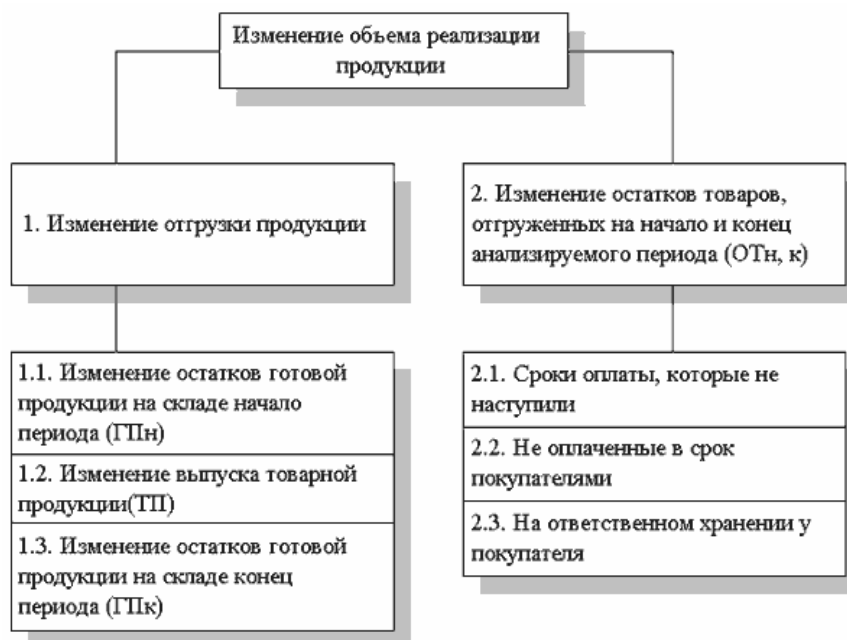 Изменение объема реализации
продукции
1. Изменение отгрузки продукции
2. Изменение остатков товаров,
отгруженных на начало и конец
анализируемого периода (ОТн, к)
1.1. Изменение остатков готовой
продукции на складе начало
периода (ГПн)
1.2. Изменение выпуска товарной
продукции(ТП)
1.3. Изменение остатков готовой
продукции на складе конец
периода (ГПк)
2.1. Сроки оплаты, которые не
наступили
2.2. Не оплаченные в срок
покупателями
2.3. На ответственном хранении у
покупателя